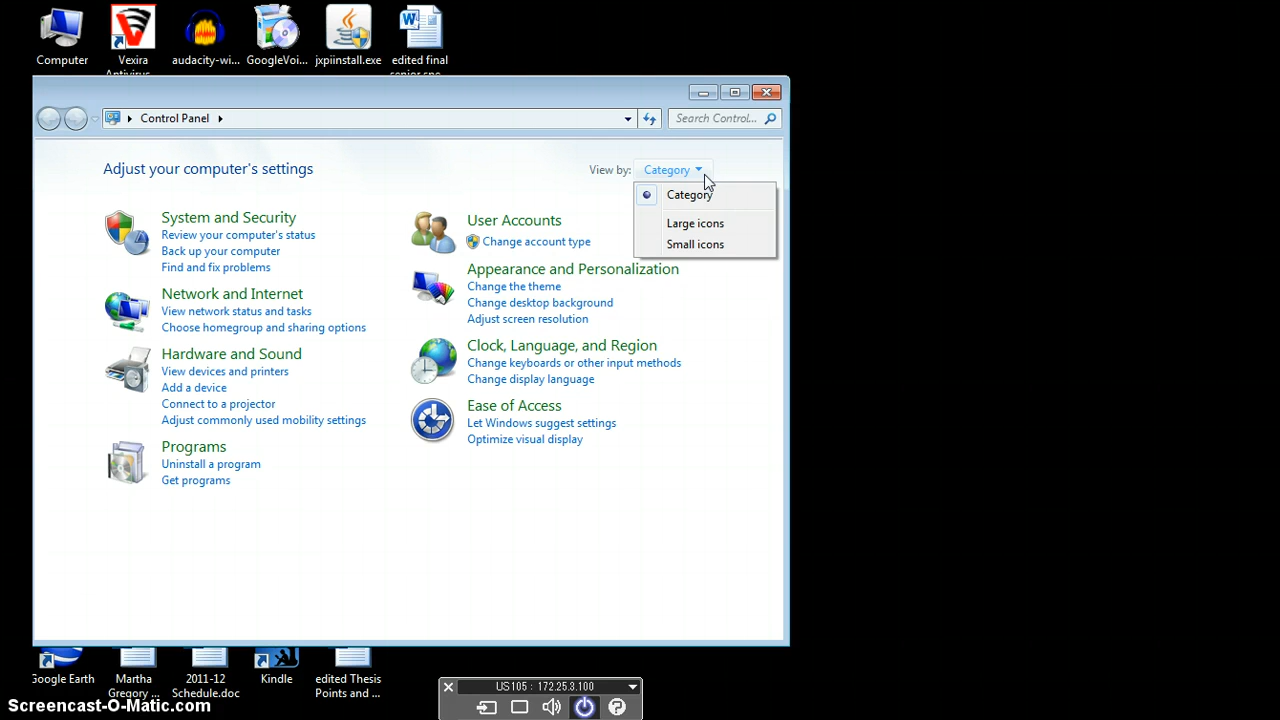 Computer
Vexira
Antivirus
audacity-wi...
GoogleVoi...
jxpiinstall.exe
edited final
senior spe...
Control Panel
Search Control...
Adjust your computer's settings
View by: Category
Category
Large icons
Small icons
System and Security
Review your computer's status
Back up your computer
Find and fix problems
Network and Internet
View network status and tasks
Choose homegroup and sharing options
Hardware and Sound
View devices and printers
Add a device
Connect to a projector
Adjust commonly used mobility settings
Programs
Uninstall a program
Get programs
User Accounts
Change account type
Appearance and Personalization
Change the theme
Change desktop background
Adjust screen resolution
Clock, Language, and Region
Change keyboards or other input methods
Change display language
Ease of Access
Let Windows suggest settings
Optimize visual display
Google Earth
Martha
Gregory ...
2011-12
Schedule.doc
Kindle
edited Thesis
Points and ...
US105 : 172.25.3.100
Screencast-O-Matic.com